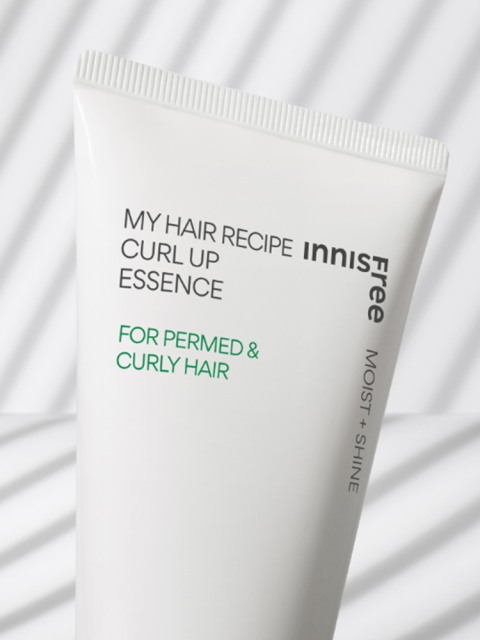 MY HAIR RECIPE
CURL UP
ESSENCE
FOR PERMED &
CURLY HAIR
INNISFree
MOIST + SHINE